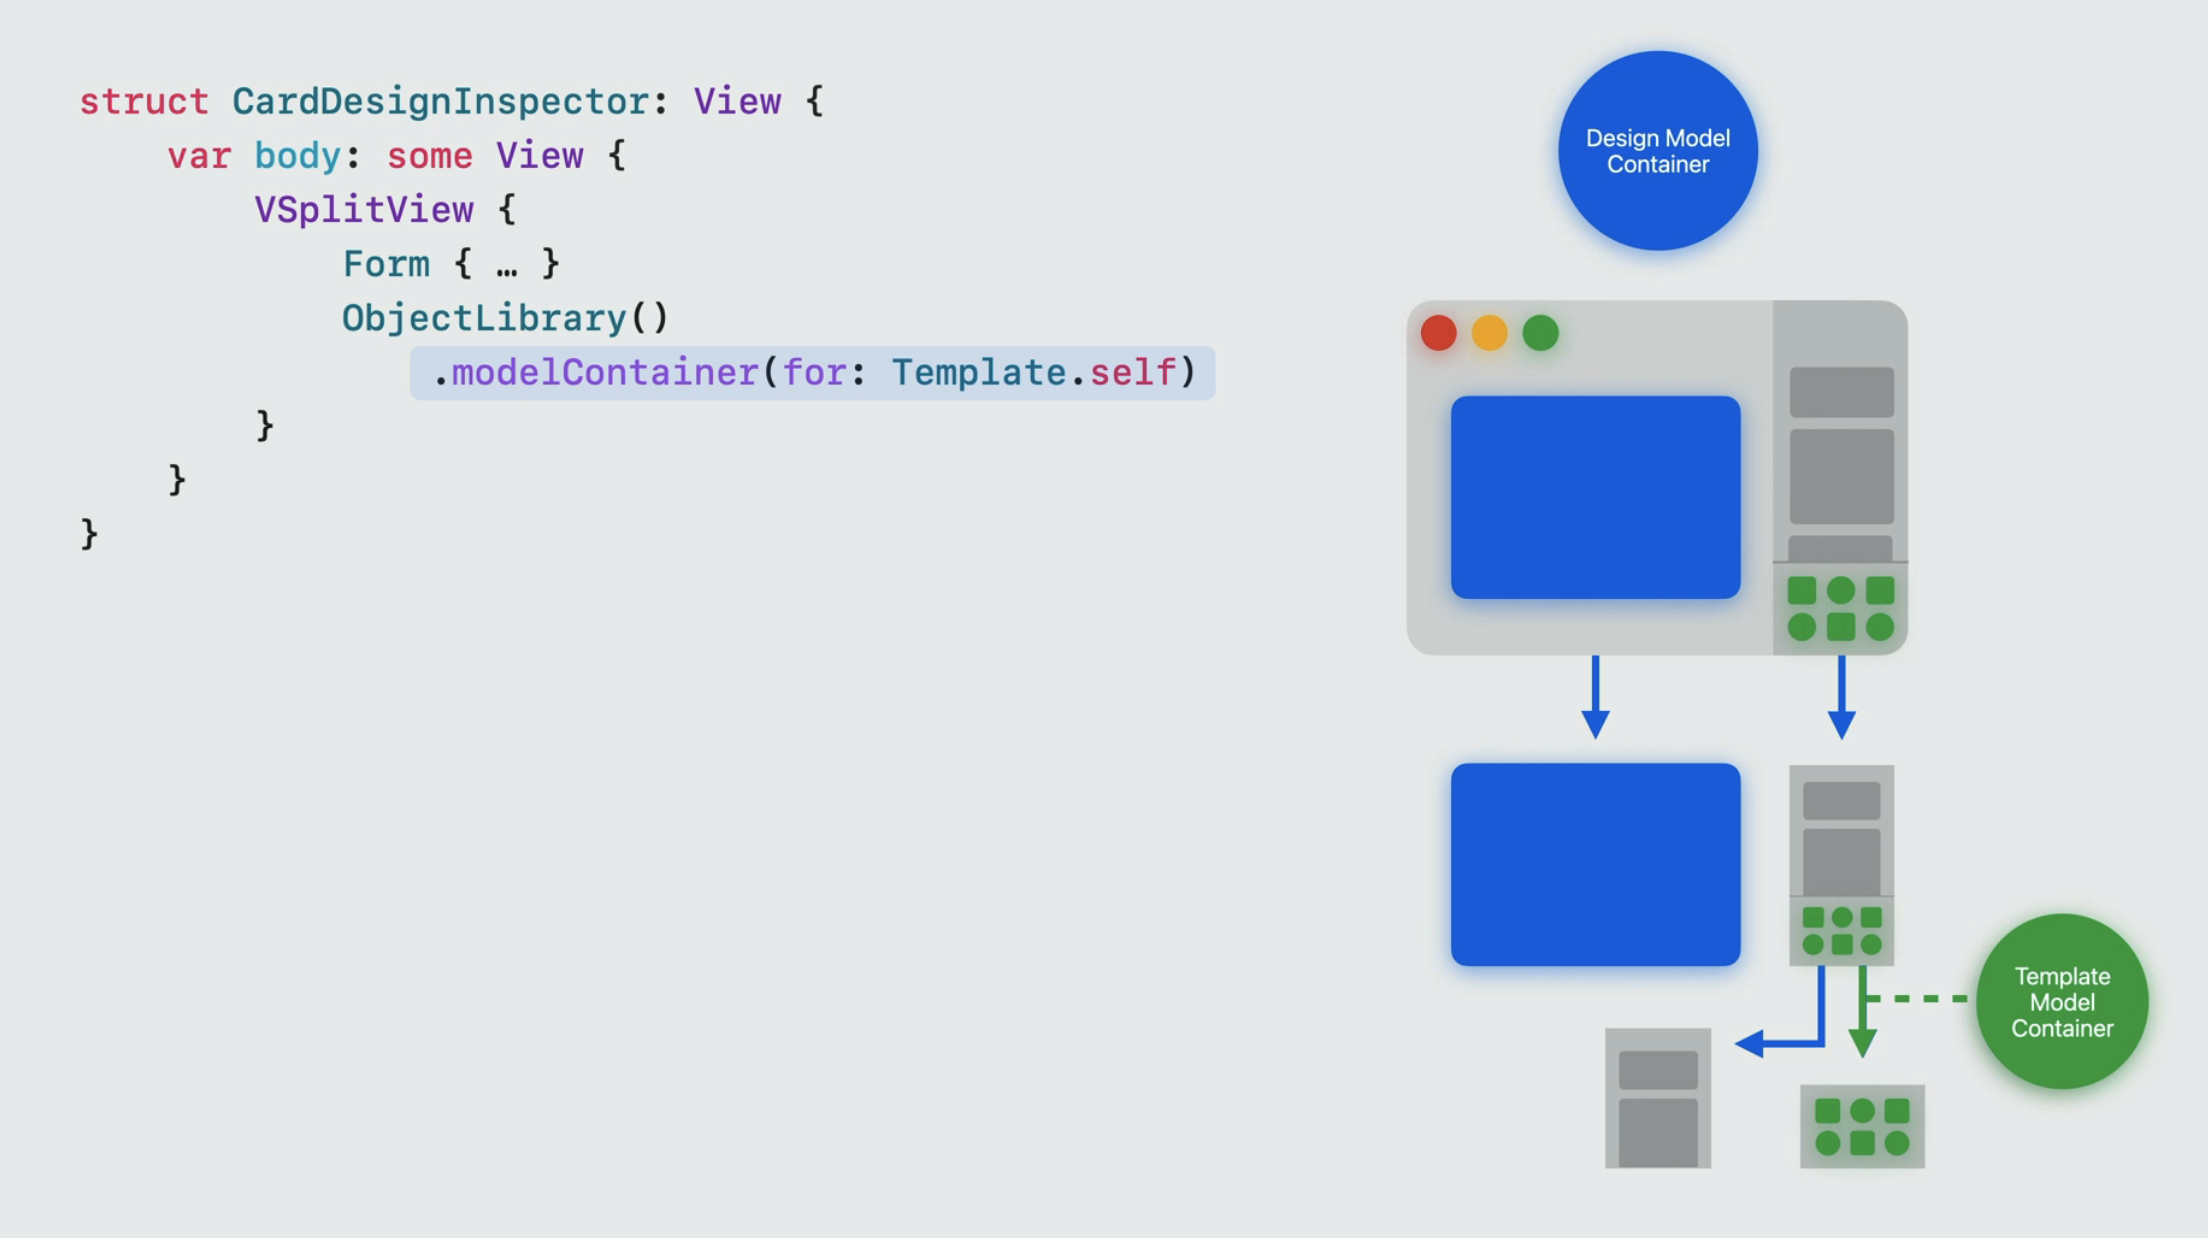 struct CardDesignInspector: View {
    var body: some View {
        VSplitView {
            Form { … }
            ObjectLibrary()
                .modelContainer(for: Template.self)
        }
    }
}
Design Model
Container
Template
Model
Container